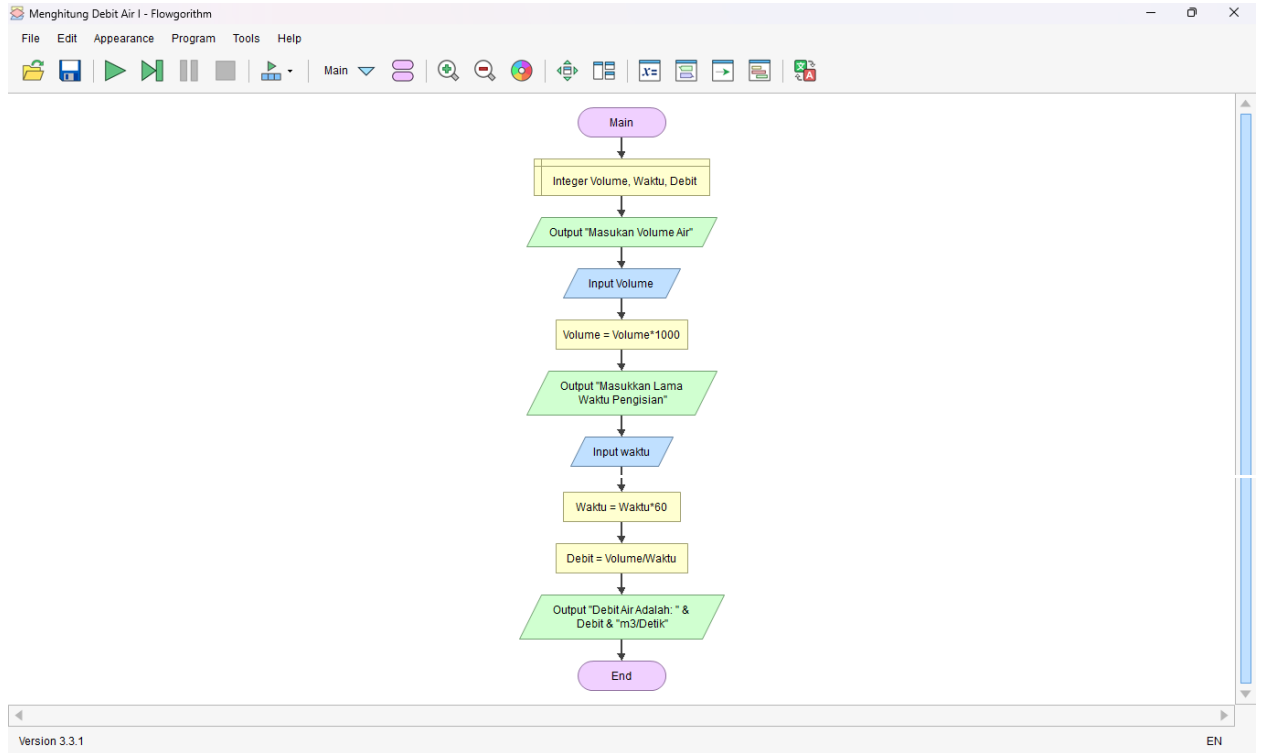 Menghitung Debit Air I - Flowgorithm
File Edit Appearance Program Tools Help
Main
x=
文
A
Main
Integer Volume, Waktu, Debit
Output "Masukan Volume Air"
Input Volume
Volume = Volume*1000
Output "Masukkan Lama
Waktu Pengisian"
Input waktu
Waktu = Waktu*60
Debit = Volume/Waktu
Output "Debit Air Adalah: " &
Debit & "m3/Detik"
End
Version 3.3.1
EN